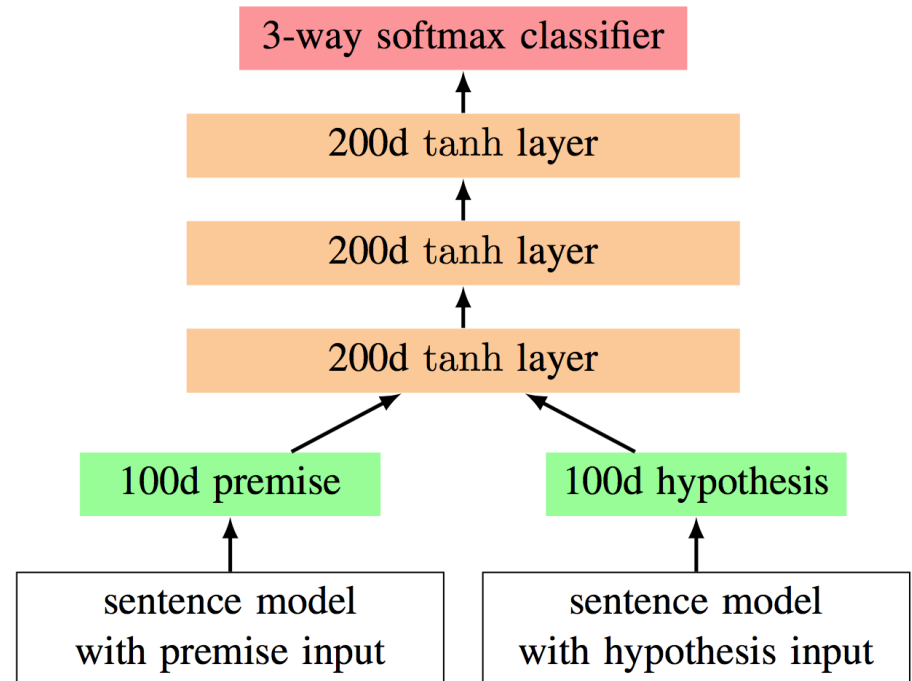 3-way softmax classifier
200d tanh layer
200d tanh layer
200d tanh layer
100d premise
100d hypothesis
sentence model
with premise input
sentence model
with hypothesis input